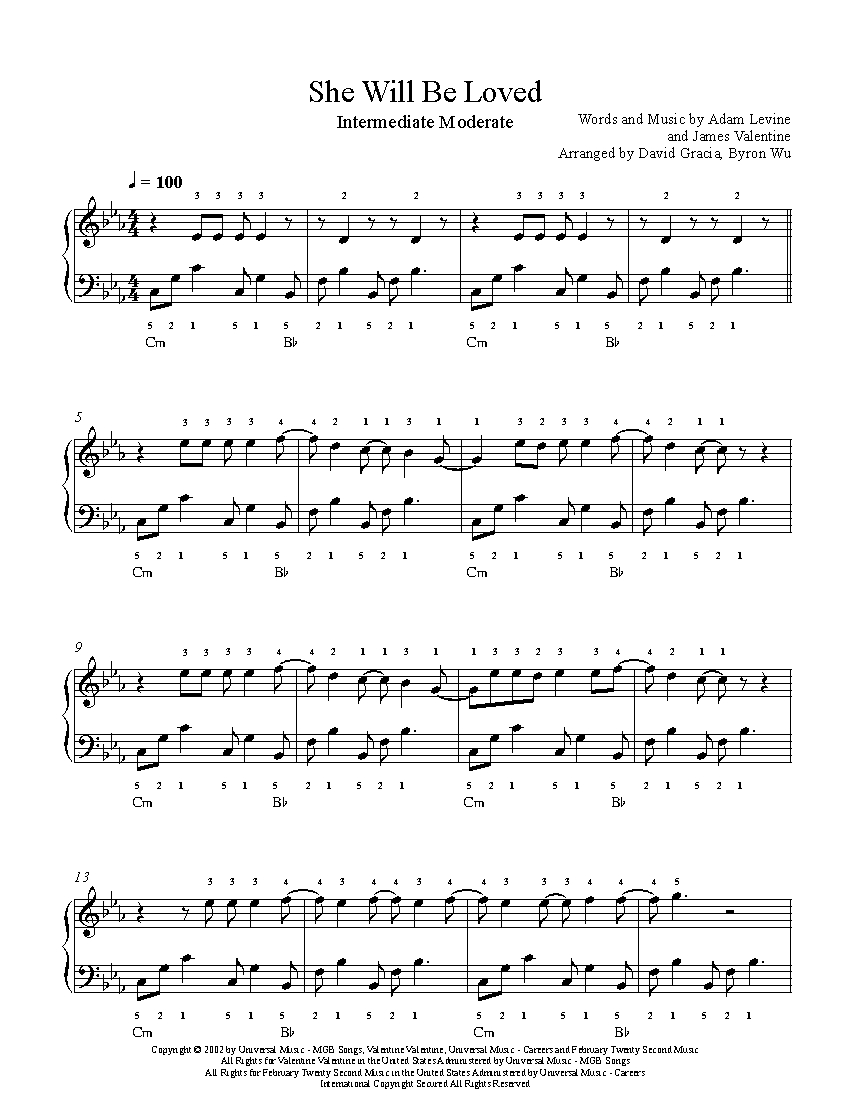 She Will Be Loved
Intermediate Moderate
Words and Music by Adam Levine
and James Valentine
Arranged by David Gracia, Byron Wu
♩ = 100
3 3 3 3 2 2 3 3 3 3 2 2
4 4
4 4
5 2 1 5 1 5 2 1 5 2 1 5 2 1 5 1 5 2 1 5 2 1
Cm B♭ Cm B♭
5
3 3 3 3 4 4 2 1 1 3 1 1 3 2 3 3 4 4 2 1 1
5 2 1 5 1 5 2 1 5 2 1 5 2 1 5 1 5 2 1 5 2 1
Cm B♭ Cm B♭
9
3 3 3 3 4 4 2 1 1 3 1 1 3 3 2 3 3 4 4 2 1 1
5 2 1 5 1 5 2 1 5 2 1 5 2 1 5 1 5 2 1 5 2 1
Cm B♭ Cm B♭
13
3 3 3 4 4 3 4 4 3 4 4 3 3 3 4 4 5
5 2 1 5 1 5 2 1 5 2 1 5 2 1 5 1 5 2 1 5 2 1
Cm B♭ Cm B♭
Copyright © 2002 by Universal Music - MGB Songs, Valentine Valentine, Universal Music - Careers and February Twenty Second Music
All Rights for Valentine Valentine in the United States Administered by Universal Music - MGB Songs
All Rights for February Twenty Second Music in the United States Administered by Universal Music - Careers
International Copyright Secured All Rights Reserved